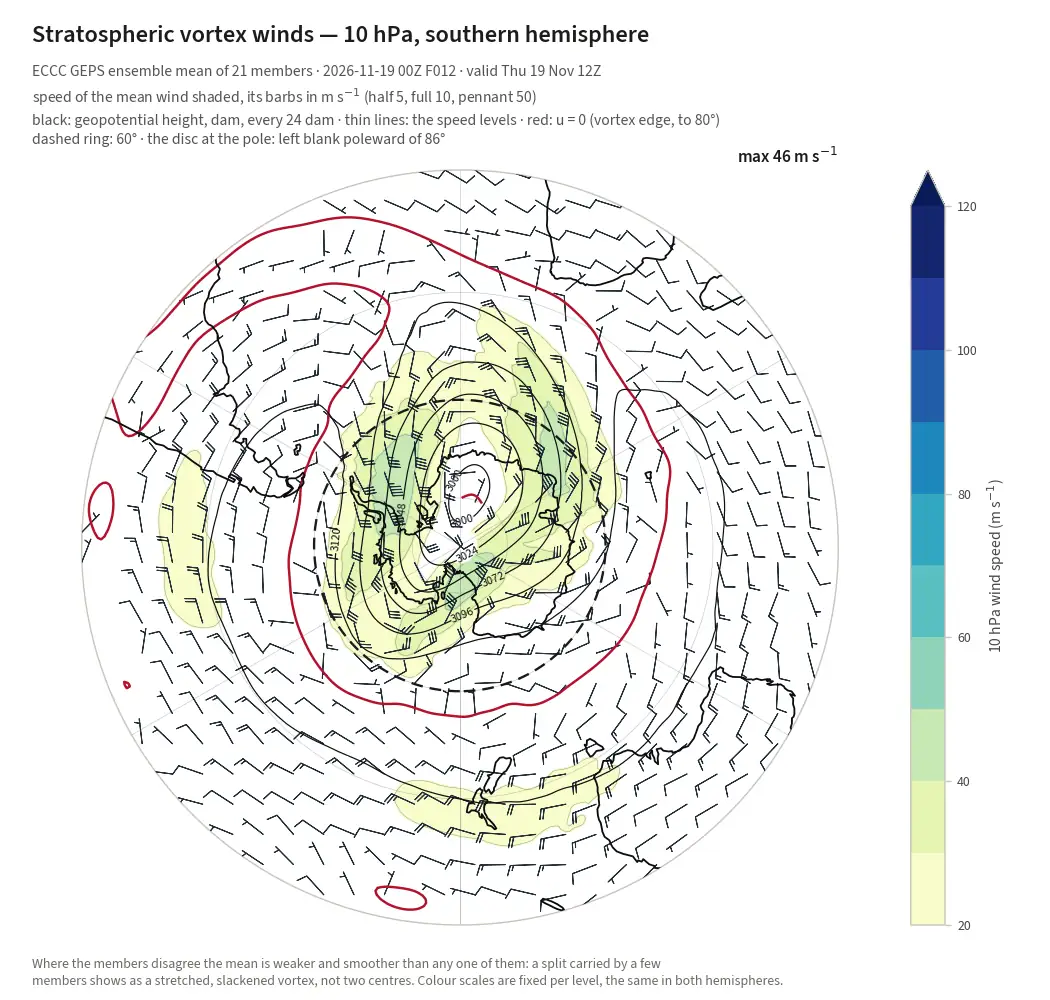 Stratospheric vortex winds — 10 hPa, southern hemisphere
ECCC GEPS ensemble mean of 21 members · 2026-11-19 00Z F012 · valid Thu 19 Nov 12Z
speed of the mean wind shaded, its barbs in m s⁻¹ (half 5, full 10, pennant 50)
black: geopotential height, dam, every 24 dam · thin lines: the speed levels · red: u = 0 (vortex edge, to 80°)
dashed ring: 60° · the disc at the pole: left blank poleward of 86°
max 46 m s⁻¹
120
100
80
60
40
20
10 hPa wind speed (m s⁻¹)
3120
3024
3072
3096
Where the members disagree the mean is weaker and smoother than any one of them: a split carried by a few
members shows as a stretched, slackened vortex, not two centres. Colour scales are fixed per level, the same in both hemispheres.